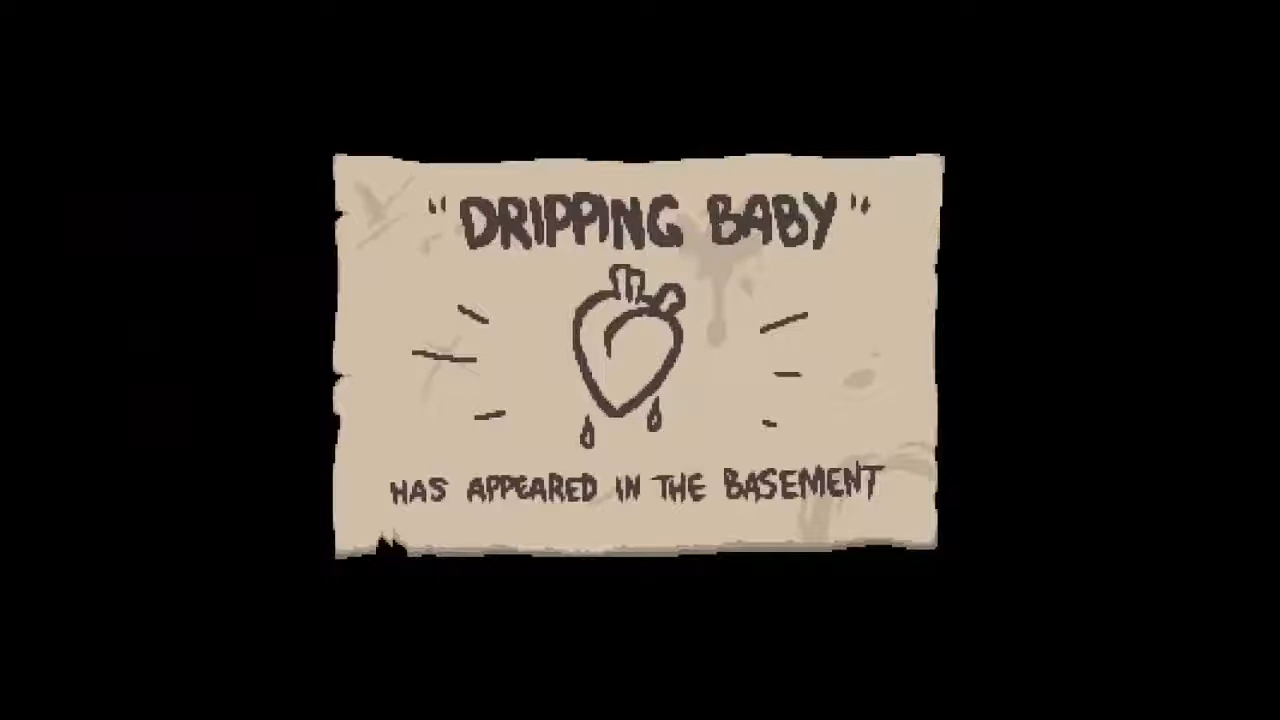 "DRIPPING BABY"
HAS APPEARED IN THE BASEMENT